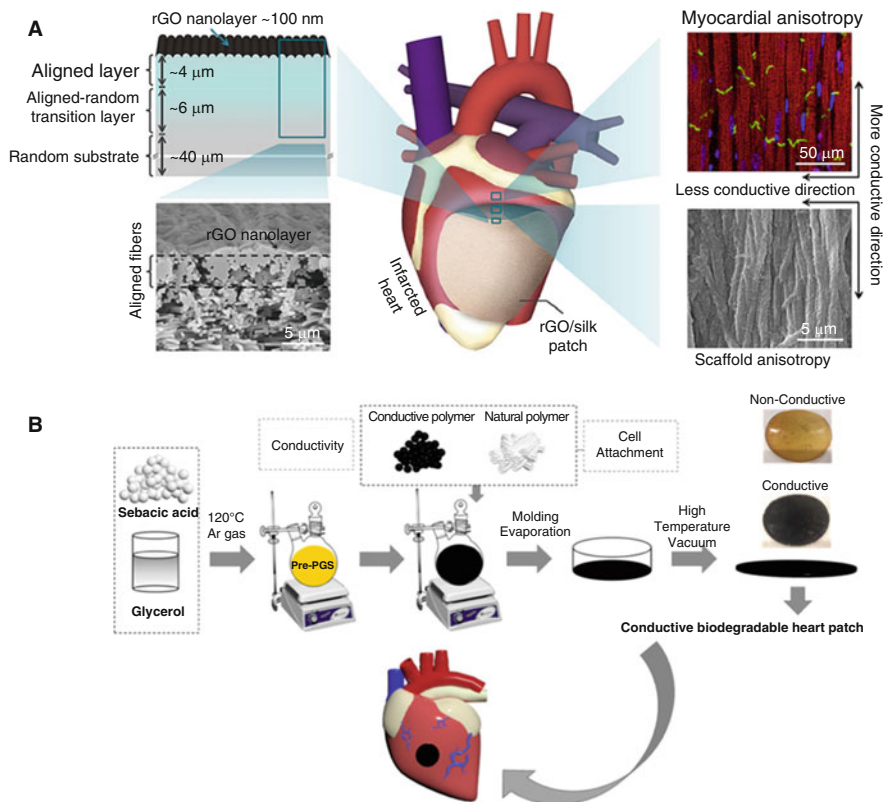 A
rGO nanolayer ~100 nm
Aligned layer
~4 μm
Aligned-random
transition layer
~6 μm
Random substrate
~40 μm
Aligned fibers
rGO nanolayer
5 μm
Infarcted
heart
rGO/silk
patch
Myocardial anisotropy
50 μm
More conductive direction
Less conductive direction
5 μm
Scaffold anisotropy
B
Sebacic acid
Glycerol
120°C
Ar gas
Conductivity
Conductive polymer
Natural polymer
Cell
Attachment
Pre-PGS
Molding
Evaporation
High
Temperature
Vacuum
Non-Conductive
Conductive
Conductive biodegradable heart patch